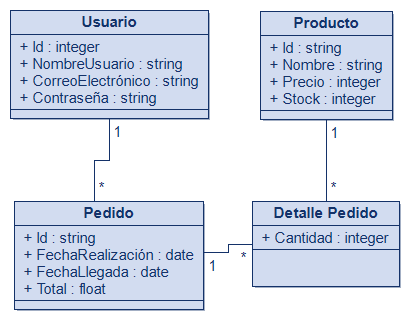 Usuario
+ Id : integer
+ NombreUsuario : string
+ CorreoElectrónico : string
+ Contraseña : string
Producto
+ Id : string
+ Nombre : string
+ Precio : integer
+ Stock : integer
1
*
1
*
Pedido
+ Id : string
+ FechaRealización : date
+ FechaLlegada : date
+ Total : float
1
*
Detalle Pedido
+ Cantidad : integer